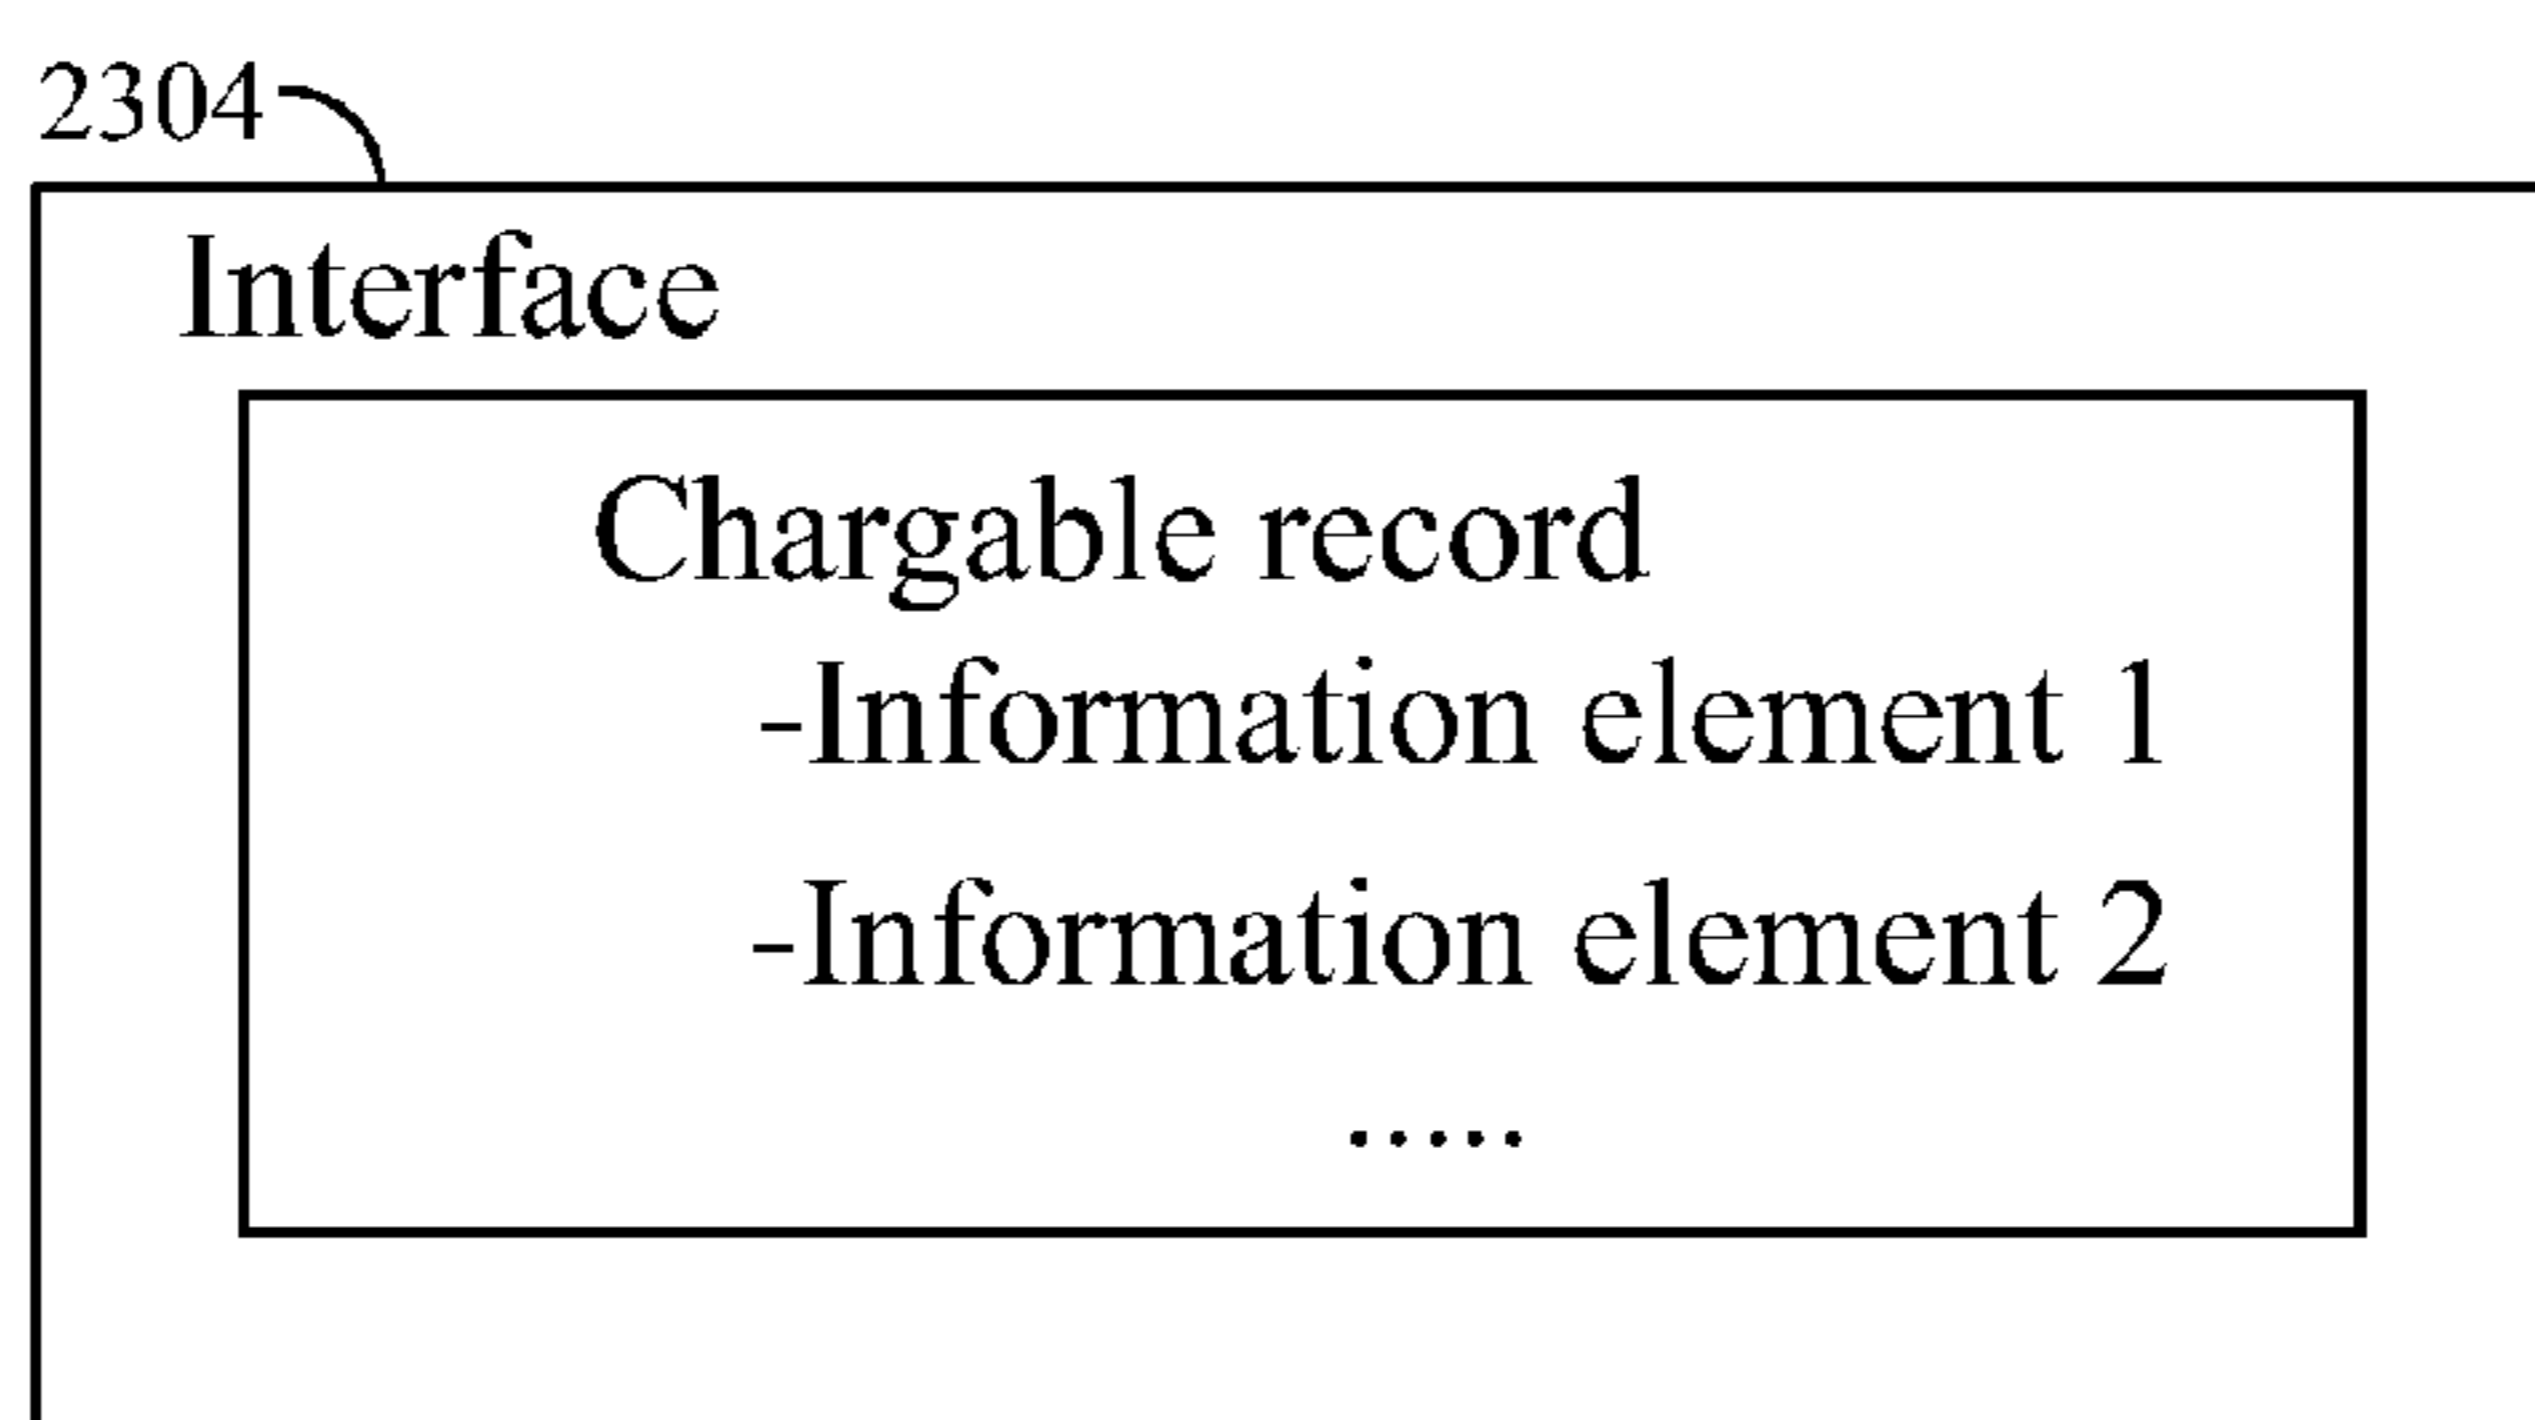 2304
Interface
Chargable record
-Information element 1
-Information element 2
.....